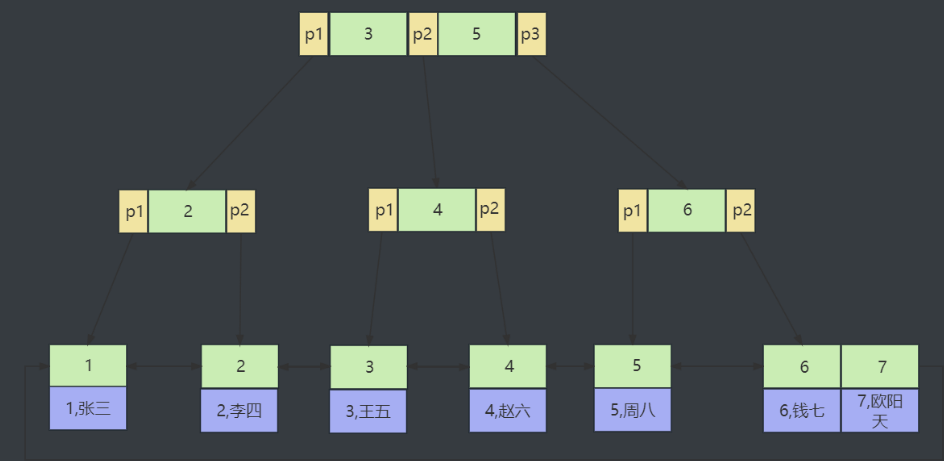 p1 3 p2 5 p3
p1 2 p2
p1 4 p2
p1 6 p2
1 2 3 4 5 6 7
1,张三
2,李四
3,王五
4,赵六
5,周八
6,钱七
7,欧阳
天